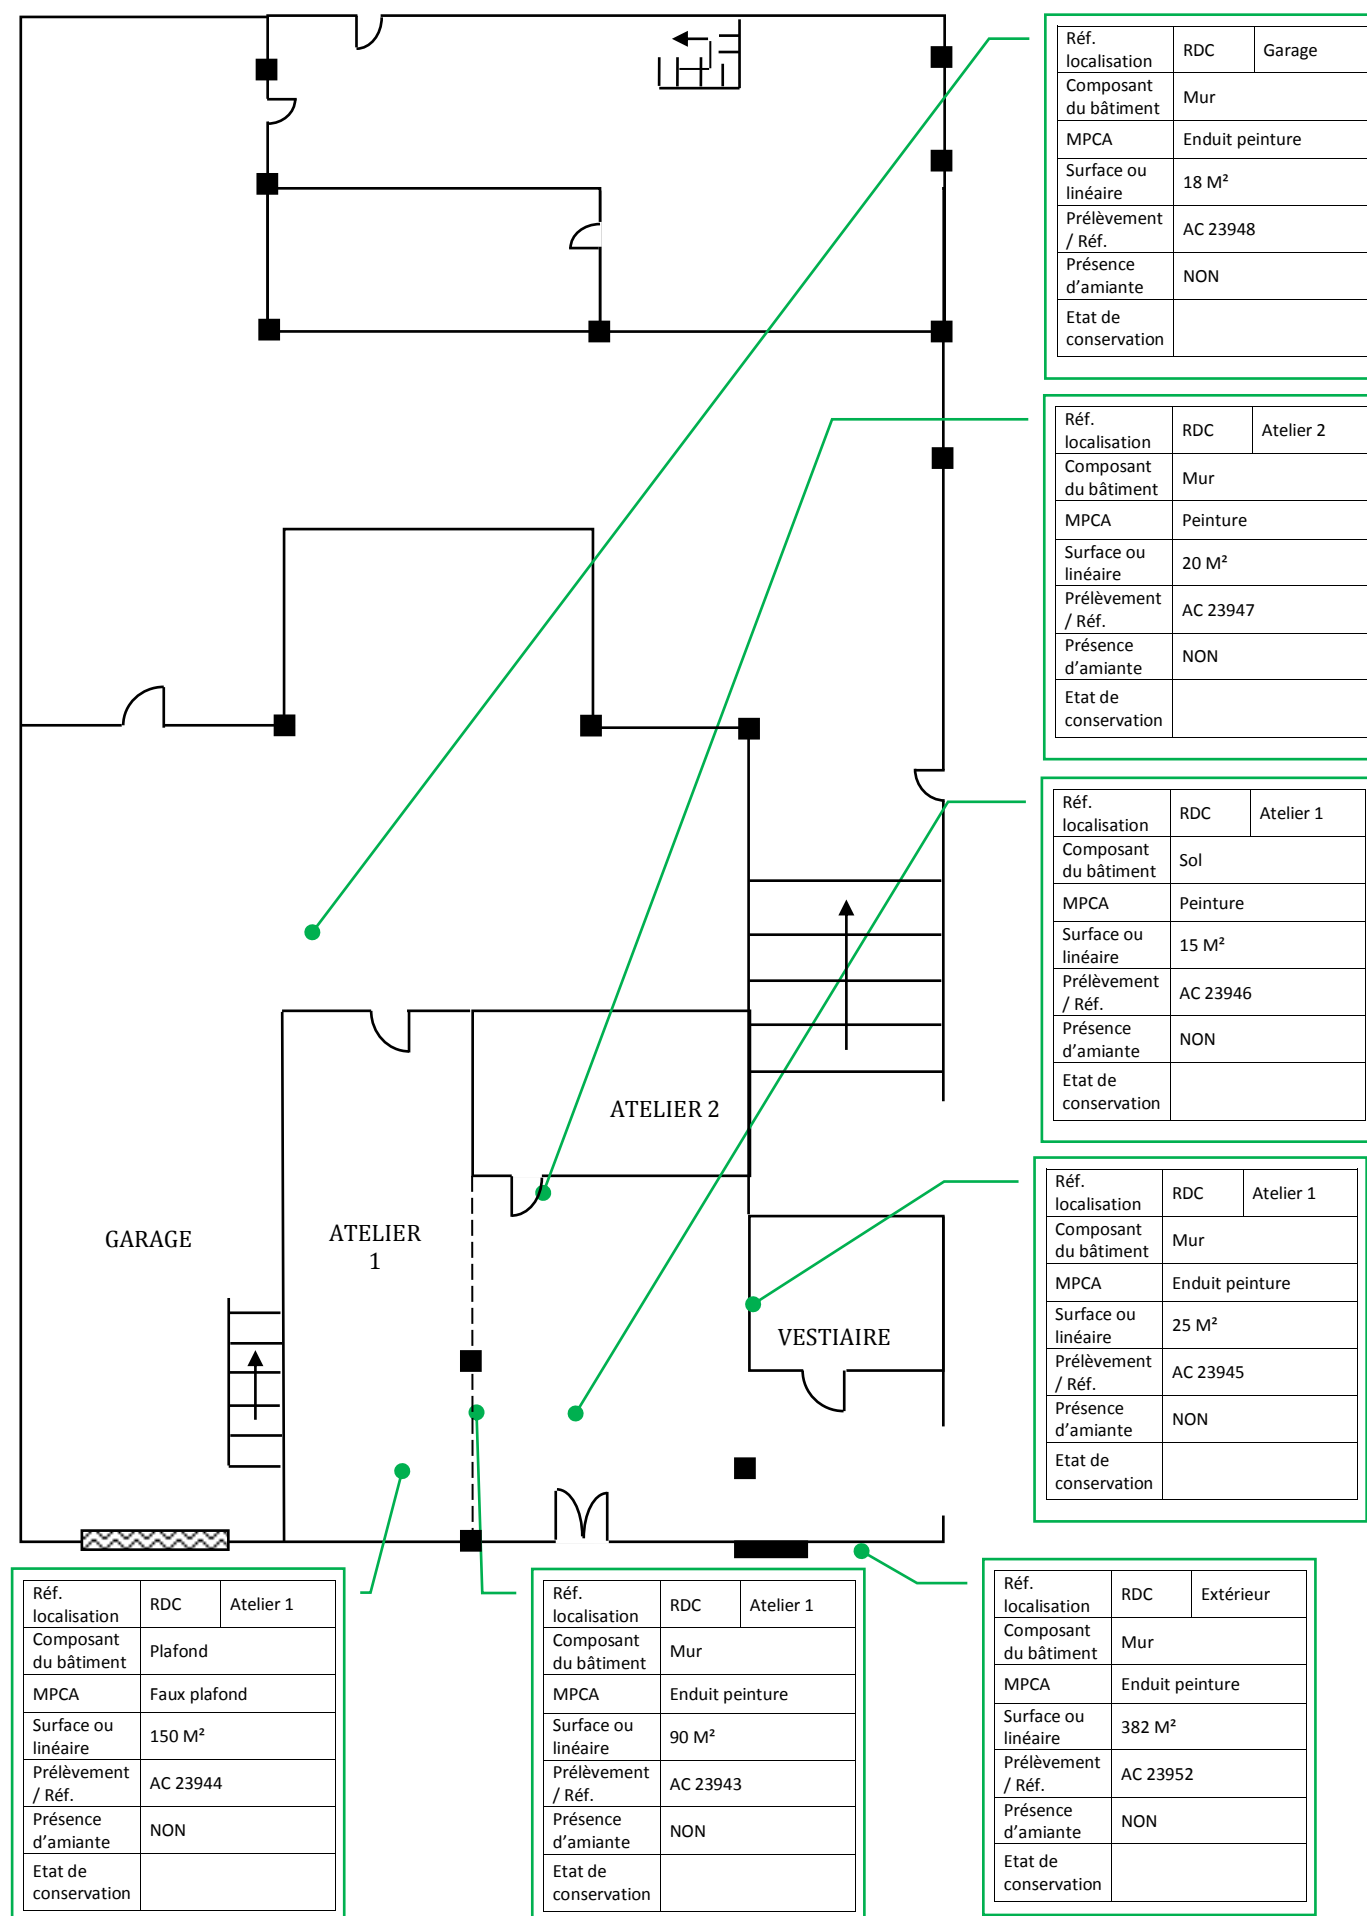 Réf.
localisation
RDC
Garage
Composant
du bâtiment
Mur
MPCA
Enduit peinture
Surface ou
linéaire
18 M²
Prélèvement
/ Réf.
AC 23948
Présence
d’amiante
NON
Etat de
conservation
Réf.
localisation
RDC
Atelier 2
Composant
du bâtiment
Mur
MPCA
Peinture
Surface ou
linéaire
20 M²
Prélèvement
/ Réf.
AC 23947
Présence
d’amiante
NON
Etat de
conservation
Réf.
localisation
RDC
Atelier 1
Composant
du bâtiment
Sol
MPCA
Peinture
Surface ou
linéaire
15 M²
Prélèvement
/ Réf.
AC 23946
Présence
d’amiante
NON
Etat de
conservation
ATELIER 2
GARAGE
ATELIER
1
VESTIAIRE
Réf.
localisation
RDC
Atelier 1
Composant
du bâtiment
Mur
MPCA
Enduit peinture
Surface ou
linéaire
25 M²
Prélèvement
/ Réf.
AC 23945
Présence
d’amiante
NON
Etat de
conservation
Réf.
localisation
RDC
Atelier 1
Composant
du bâtiment
Plafond
MPCA
Faux plafond
Surface ou
linéaire
150 M²
Prélèvement
/ Réf.
AC 23944
Présence
d’amiante
NON
Etat de
conservation
Réf.
localisation
RDC
Atelier 1
Composant
du bâtiment
Mur
MPCA
Enduit peinture
Surface ou
linéaire
90 M²
Prélèvement
/ Réf.
AC 23943
Présence
d’amiante
NON
Etat de
conservation
Réf.
localisation
RDC
Extérieur
Composant
du bâtiment
Mur
MPCA
Enduit peinture
Surface ou
linéaire
382 M²
Prélèvement
/ Réf.
AC 23952
Présence
d’amiante
NON
Etat de
conservation